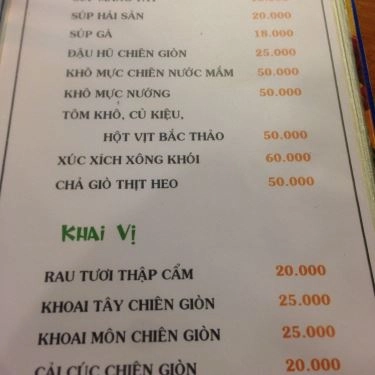 SÚP HẢI SẢN 20.000
SÚP GÀ 18.000
ĐẬU HŨ CHIÊN GIÒN 25.000
KHÔ MỰC CHIÊN NƯỚC MẮM 50.000
KHÔ MỰC NƯỚNG 50.000
TÔM KHÔ, CỦ KIỆU,
HỘT VỊT BẮC THẢO 50.000
XÚC XÍCH XÔNG KHÓI 60.000
CHẢ GIÒ THỊT HEO 50.000
KHAI VỊ
RAU TƯƠI THẬP CẨM 20.000
KHOAI TÂY CHIÊN GIÒN 25.000
KHOAI MÔN CHIÊN GIÒN 25.000
CẢI CÚC CHIÊN GIÒN 20.000